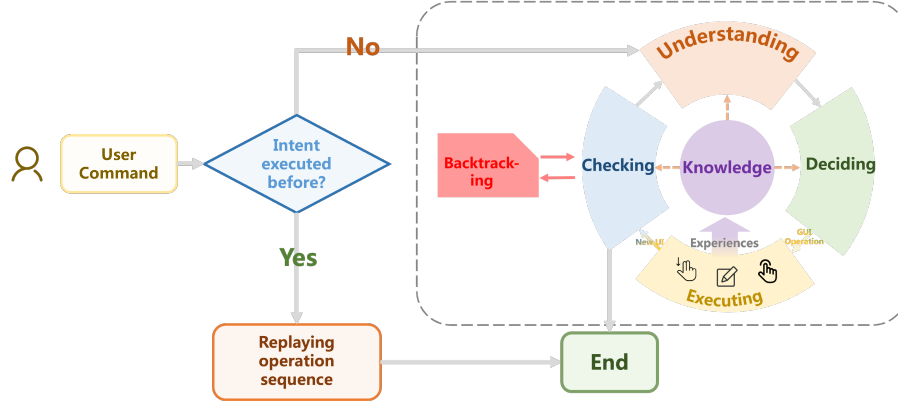 No
Understanding
User
Command
Intent
executed
before?
Backtrack-
ing
Checking
Knowledge
Deciding
New UI
Experiences
GUI
Operation
Executing
Yes
Replaying
operation
sequence
End